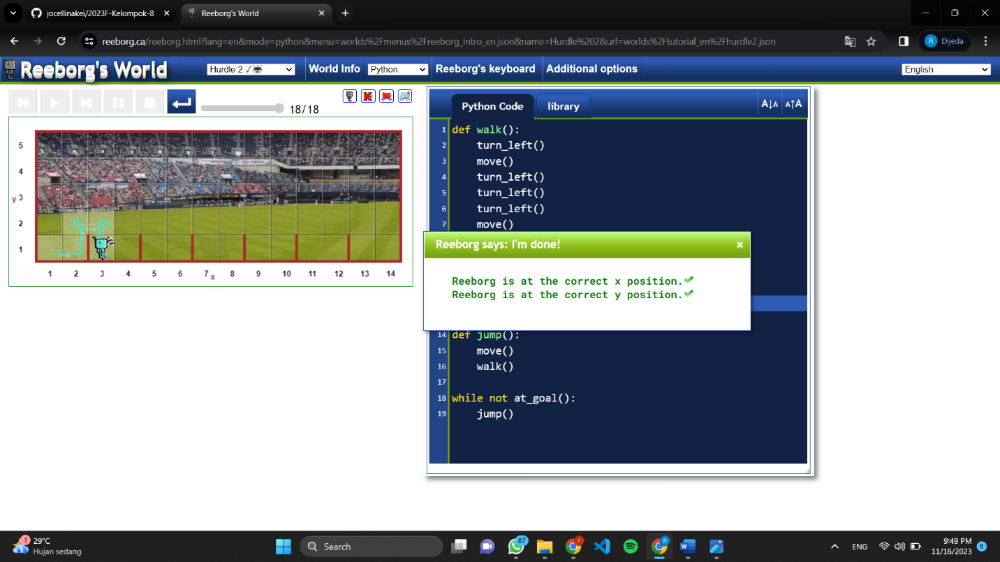 jocellinakei/2023F-Kelompok-8
Reeborg's World
reeborg.ca/reeborg.html?lang=en&mode=python&menu=worlds%2Fmenus%2Freeborg_intro_en.json&name=Hurdle%202&url=worlds%2Ftutorial_en%2Fhurdle2.json
R Dijeda
Reeborg's World
Hurdle 2 ✓
World Info
Python
Reeborg's keyboard
Additional options
English
18/18
5
4
y 3
2
1
1 2 3 4 5 6 7 x 8 9 10 11 12 13 14
Python Code
library
A↓A
A↑A
1 def walk():
2 turn_left()
3 move()
4 turn_left()
5 turn_left()
6 turn_left()
7 move()
Reeborg says: I'm done!
×
Reeborg is at the correct x position.✔
Reeborg is at the correct y position.✔
14 def jump():
15 move()
16 walk()
17
18 while not at_goal():
19 jump()
1
29°C
Hujan sedang
Search
87
r
R
W
ENG
9:49 PM
11/16/2023
6